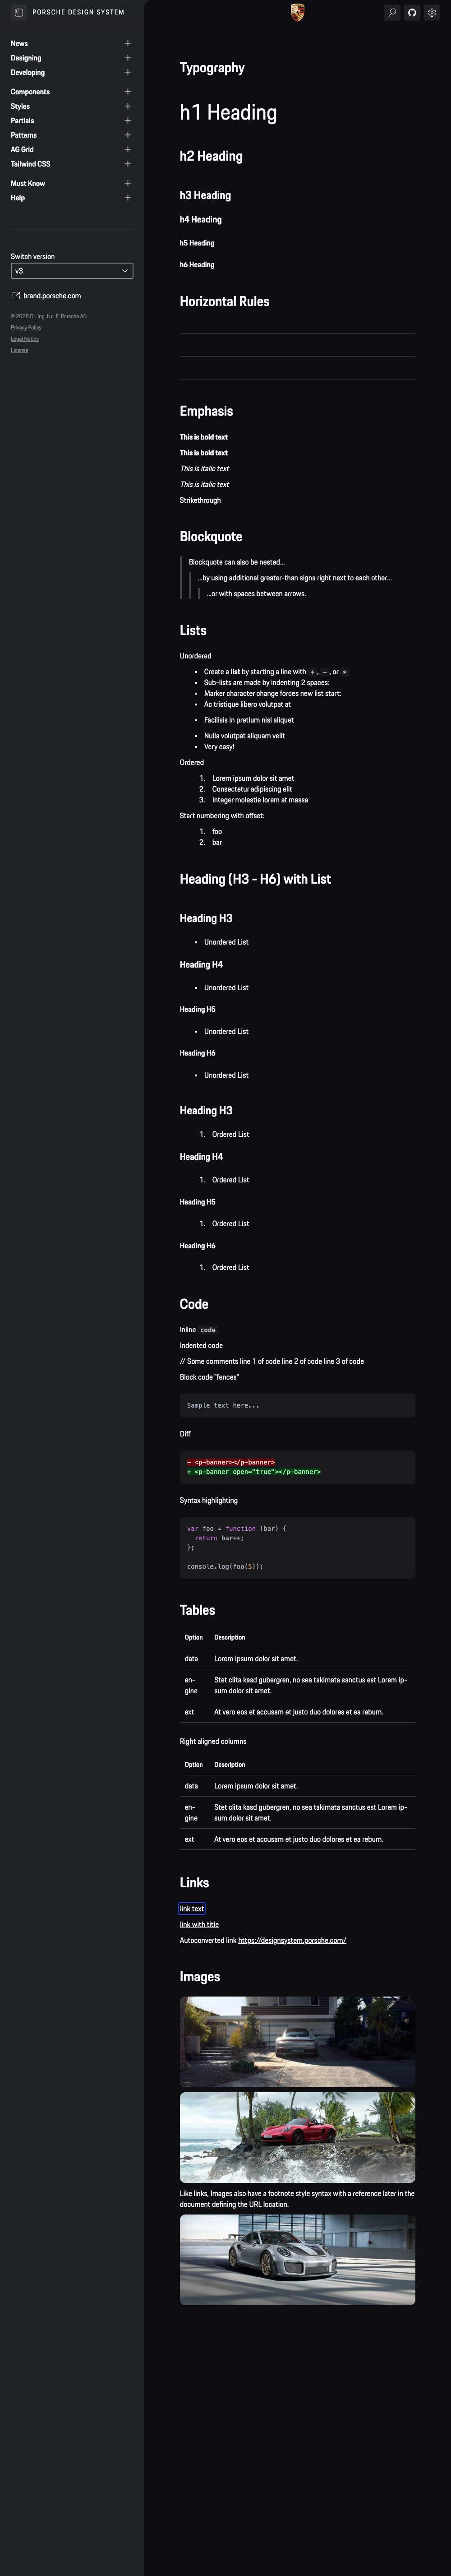 PORSCHE DESIGN SYSTEM
News
Designing
Developing
Components
Styles
Partials
Patterns
AG Grid
Tailwind CSS
Must Know
Help
Switch version
v3
brand.porsche.com
© 2025 Dr. Ing. h.c. F. Porsche AG.
Privacy Policy
Legal Notice
License
Typography
h1 Heading
h2 Heading
h3 Heading
h4 Heading
h5 Heading
h6 Heading
Horizontal Rules
Emphasis
This is bold text
This is bold text
This is italic text
This is italic text
Strikethrough
Blockquote
Blockquote can also be nested...
...by using additional greater-than signs right next to each other...
...or with spaces between arrows.
Lists
Unordered
• Create a list by starting a line with +, -, or *
• Sub-lists are made by indenting 2 spaces:
• Marker character change forces new list start:
• Ac tristique libero volutpat at
• Facilisis in pretium nisl aliquet
• Nulla volutpat aliquam velit
• Very easy!
Ordered
1. Lorem ipsum dolor sit amet
2. Consectetur adipiscing elit
3. Integer molestie lorem at massa
Start numbering with offset:
1. foo
2. bar
Heading (H3 - H6) with List
Heading H3
• Unordered List
Heading H4
• Unordered List
Heading H5
• Unordered List
Heading H6
• Unordered List
Heading H3
1. Ordered List
Heading H4
1. Ordered List
Heading H5
1. Ordered List
Heading H6
1. Ordered List
Code
Inline code
Indented code
// Some comments line 1 of code line 2 of code line 3 of code
Block code "fences"
Sample text here...
Diff
- <p-banner></p-banner>
+ <p-banner open="true"></p-banner>
Syntax highlighting
var foo = function (bar) {
return bar++;
};
console.log(foo(5));
Tables
Option Description
data Lorem ipsum dolor sit amet.
en- Stet clita kasd gubergren, no sea takimata sanctus est Lorem ip-
gine sum dolor sit amet.
ext At vero eos et accusam et justo duo dolores et ea rebum.
Right aligned columns
Option Description
data Lorem ipsum dolor sit amet.
en- Stet clita kasd gubergren, no sea takimata sanctus est Lorem ip-
gine sum dolor sit amet.
ext At vero eos et accusam et justo duo dolores et ea rebum.
Links
link text
link with title
Autoconverted link https://designsystem.porsche.com/
Images
Like links, Images also have a footnote style syntax with a reference later in the
document defining the URL location.